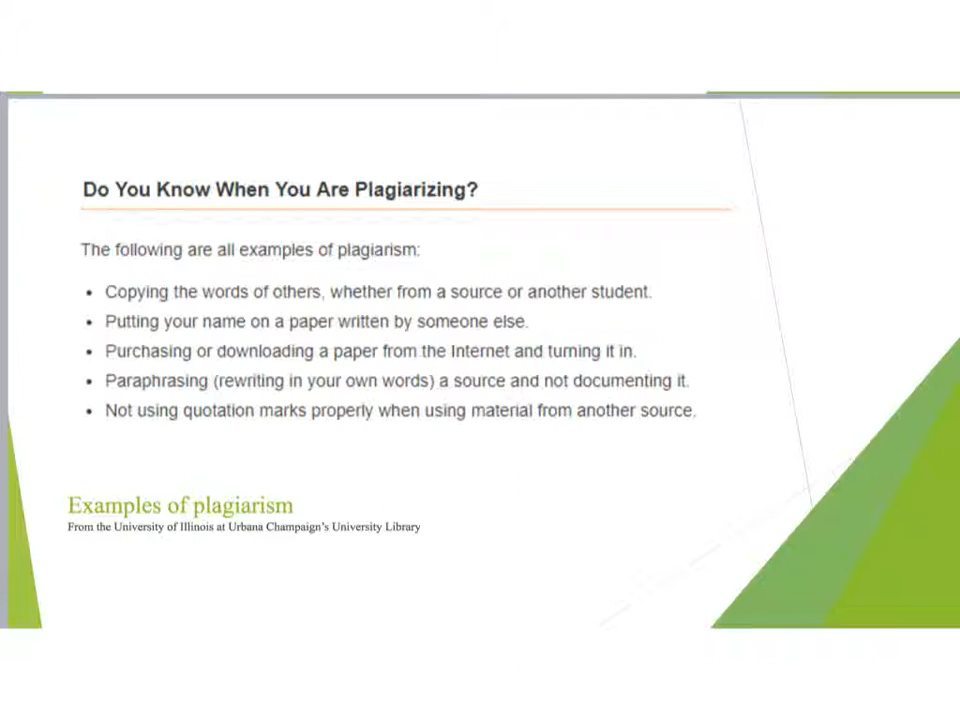 Do You Know When You Are Plagiarizing?
The following are all examples of plagiarism:
• Copying the words of others, whether from a source or another student.
• Putting your name on a paper written by someone else.
• Purchasing or downloading a paper from the Internet and turning it in.
• Paraphrasing (rewriting in your own words) a source and not documenting it.
• Not using quotation marks properly when using material from another source.
Examples of plagiarism
From the University of Illinois at Urbana Champaign’s University Library